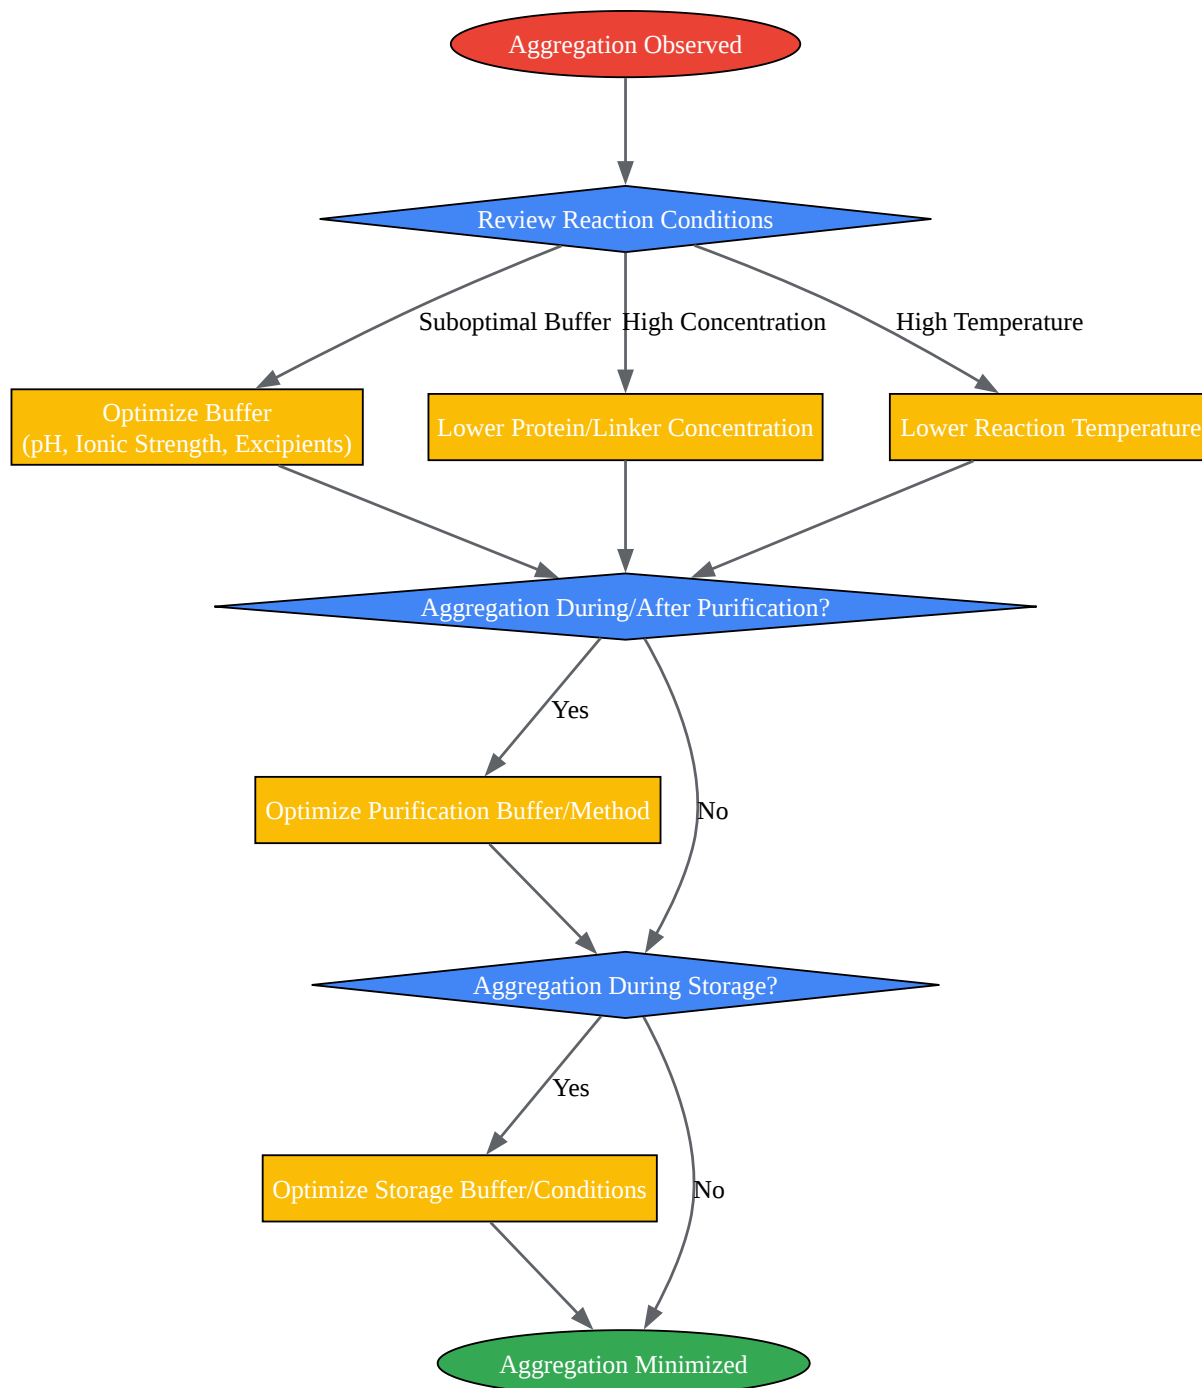 Aggregation Observed
Review Reaction Conditions
Suboptimal Buffer
High Concentration
High Temperature
Optimize Buffer
(pH, Ionic Strength, Excipients)
Lower Protein/Linker Concentration
Lower Reaction Temperature
Aggregation During/After Purification?
Yes
Optimize Purification Buffer/Method
No
Aggregation During Storage?
Yes
Optimize Storage Buffer/Conditions
No
Aggregation Minimized